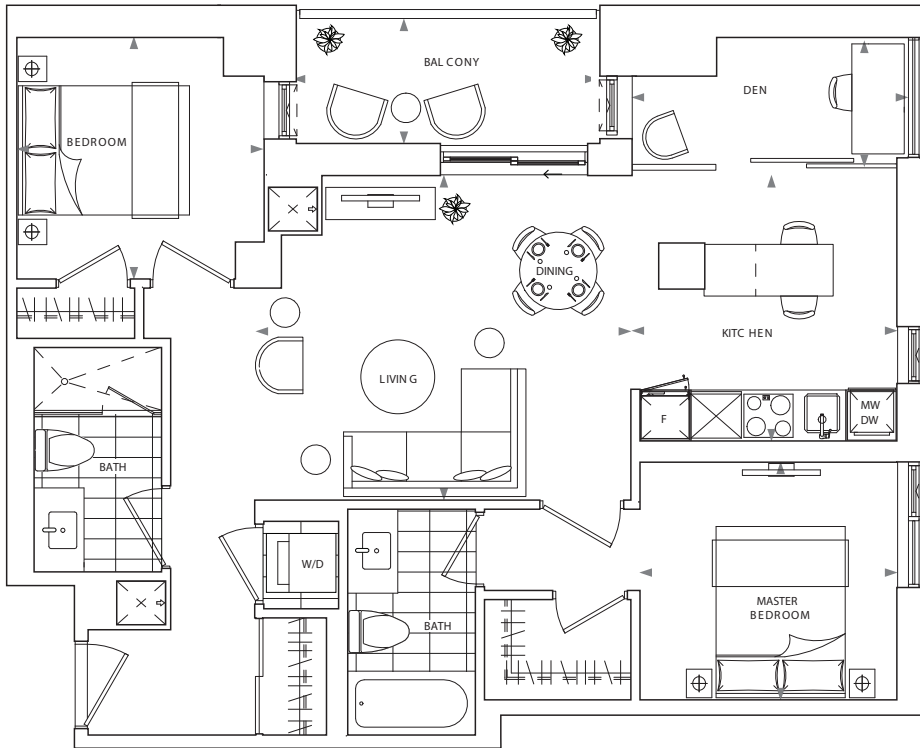 BALCONY
DEN
BEDROOM
DINING
KITCHEN
LIVING
F
MW
DW
BATH
W/D
MASTER
BEDROOM
BATH